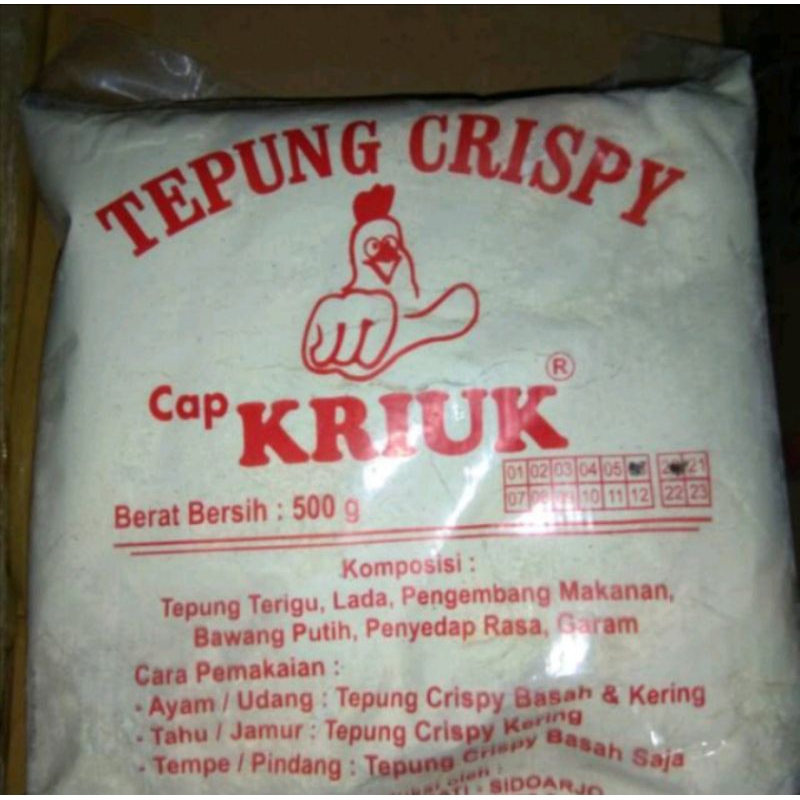 TEPUNG CRISPY
Cap KRIUK ®
01 02 03 04 05 21
07 08 10 11 12 22 23
Berat Bersih : 500 g
Komposisi :
Tepung Terigu, Lada, Pengembang Makanan,
Bawang Putih, Penyedap Rasa, Garam
Cara Pemakaian :
- Ayam / Udang : Tepung Crispy Basah & Kering
- Tahu / Jamur : Tepung Crispy Kering
- Tempe / Pindang : Tepung Crispy Basah Saja
oleh :
- SIDOARJO